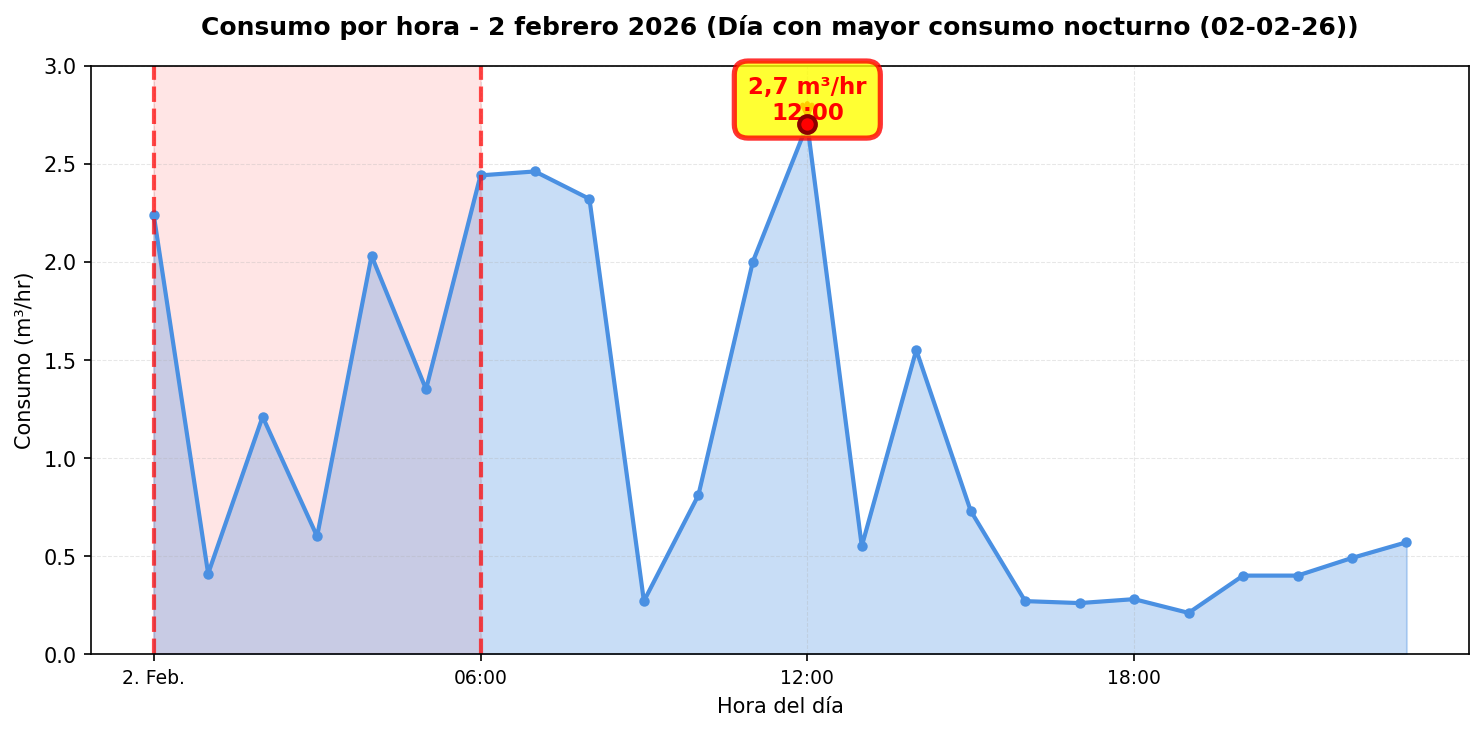 Consumo por hora - 2 febrero 2026 (Día con mayor consumo nocturno (02-02-26))
2,7 m³/hr
12:00
Consumo (m³/hr)
3.0
2.5
2.0
1.5
1.0
0.5
0.0
2. Feb.
06:00
12:00
18:00
Hora del día